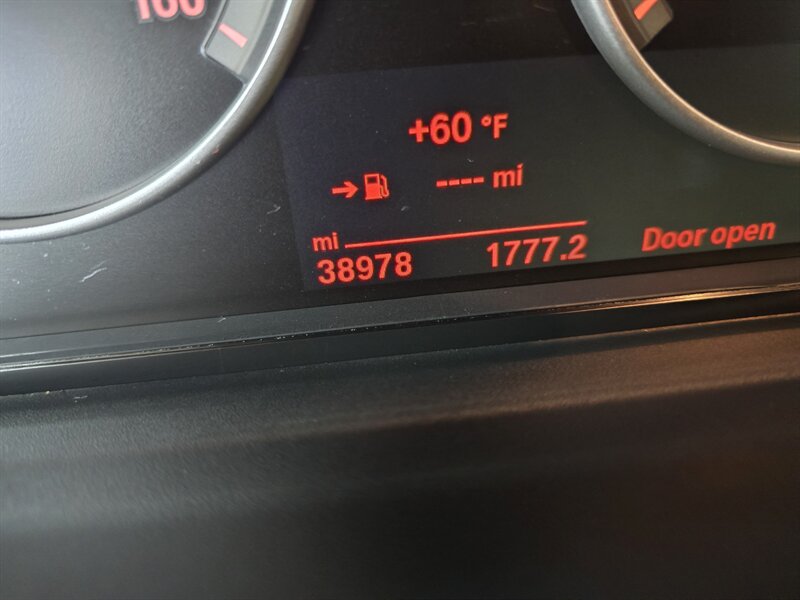 160
+60 °F
---- mi
mi
38978 1777.2 Door open